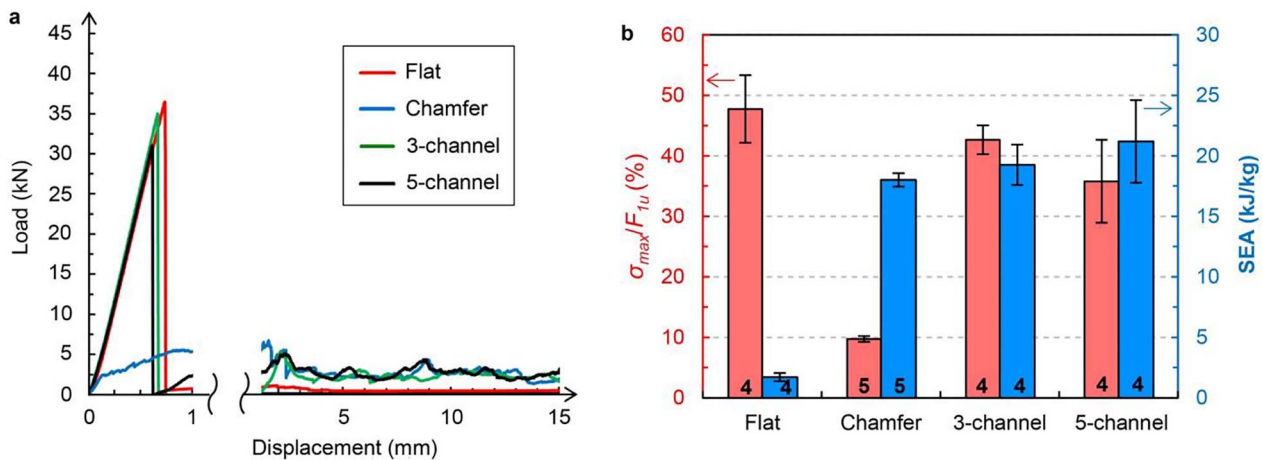 a
45
40
35
30
25
20
15
10
5
0
Load (kN)
Flat
Chamfer
3-channel
5-channel
0
1
5
10
15
Displacement (mm)
b
60
50
40
30
20
10
0
σmax/F1u (%)
30
25
20
15
10
5
0
SEA (kJ/kg)
4
4
5
5
4
4
4
4
Flat
Chamfer
3-channel
5-channel